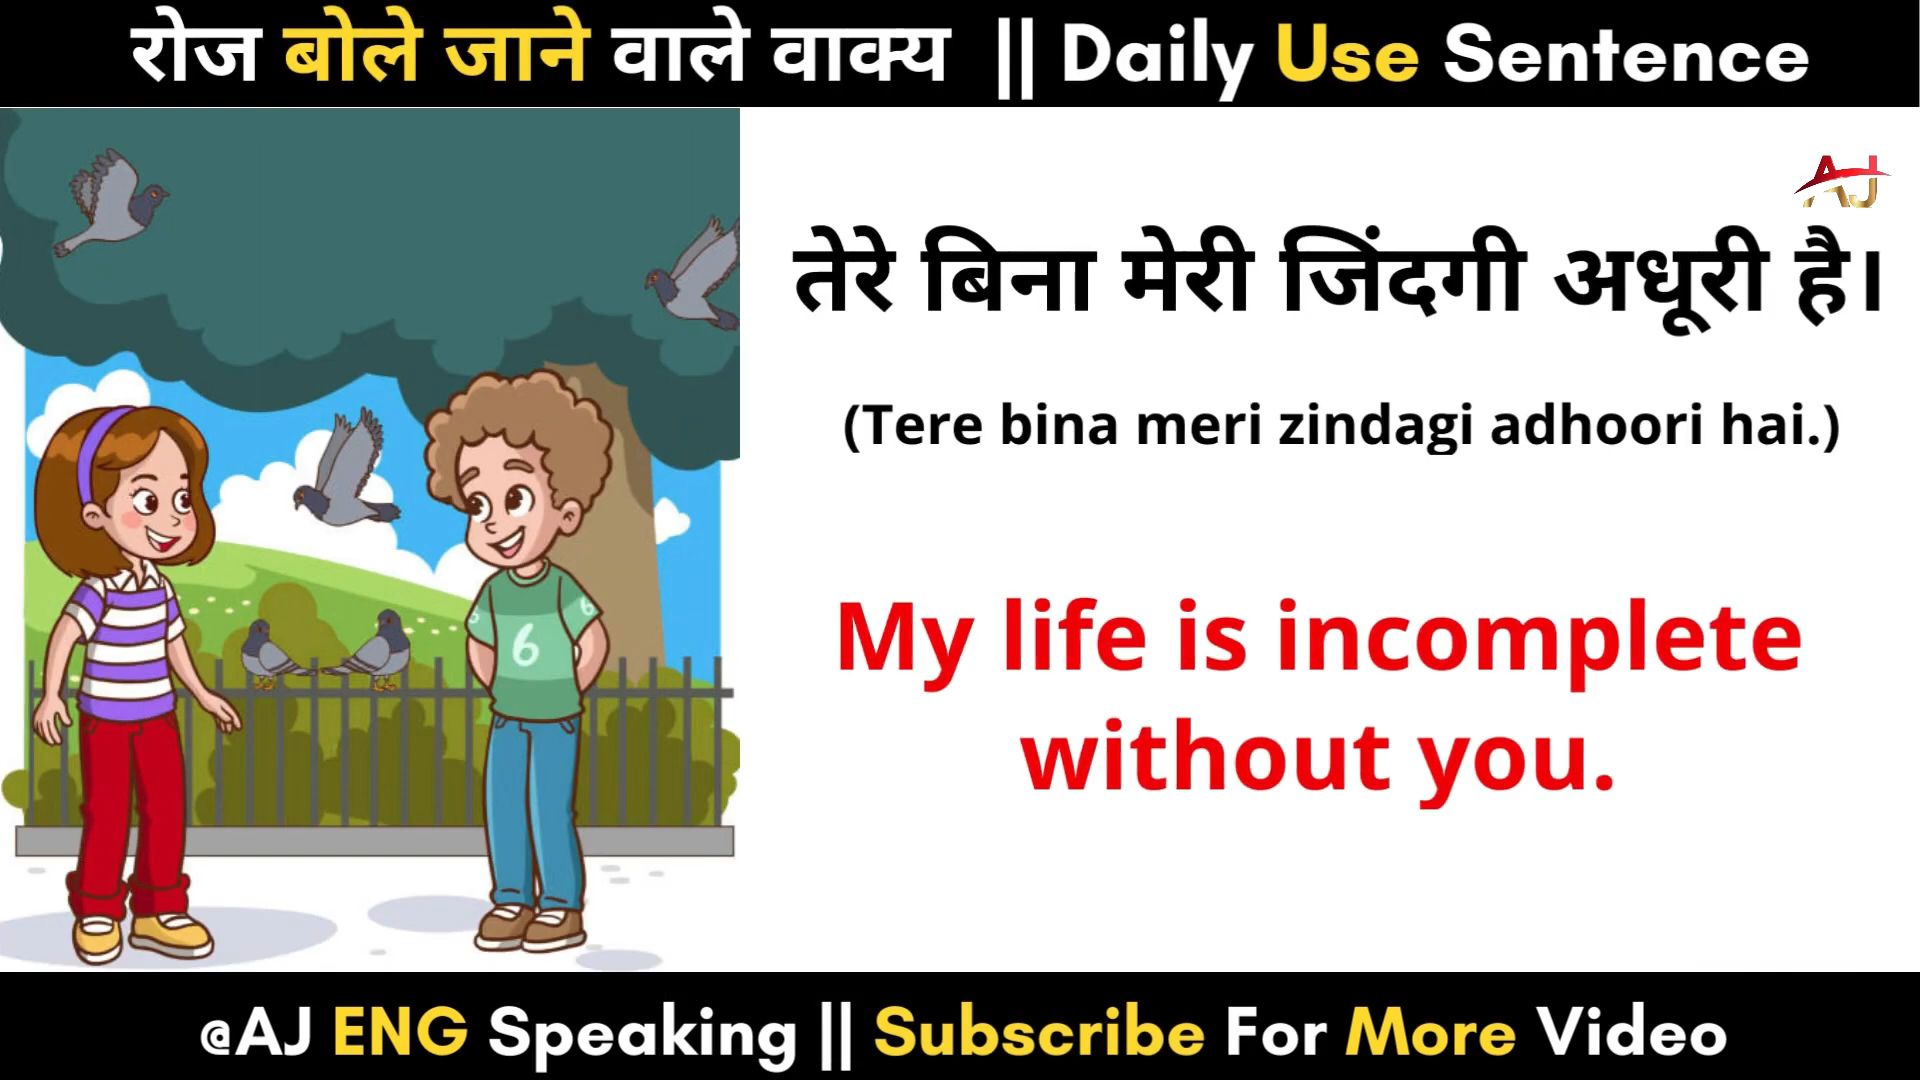 रोज बोले जाने वाले वाक्य || Daily Use Sentence
AJ
तेरे बिना मेरी जिंदगी अधूरी है।
(Tere bina meri zindagi adhoori hai.)
My life is incomplete
without you.
6
6
@AJ ENG Speaking || Subscribe For More Video